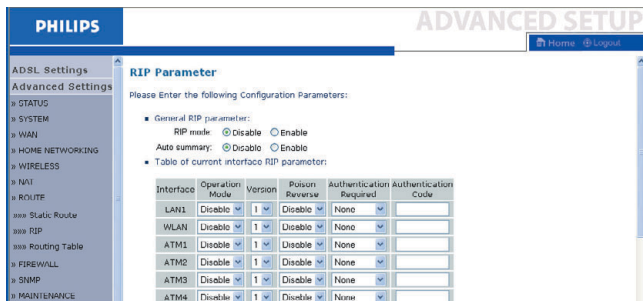 PHILIPS
ADVANCED SETUP
Home Logout
ADSL Settings
Advanced Settings
» STATUS
» SYSTEM
» WAN
» HOME NETWORKING
» WIRELESS
» NAT
» ROUTE
»»» Static Route
»»» RIP
»»» Routing Table
» FIREWALL
» SNMP
» MAINTENANCE
RIP Parameter
Please Enter the following Configuration Parameters:
General RIP parameter:
RIP mode: Disable Enable
Auto summary: Disable Enable
Table of current interface RIP parameter:
Interface Operation Mode Version Poison Reverse Authentication Required Authentication Code
LAN1 Disable 1 Disable None
WLAN Disable 1 Disable None
ATM1 Disable 1 Disable None
ATM2 Disable 1 Disable None
ATM3 Disable 1 Disable None
ATM4 Disable 1 Disable None